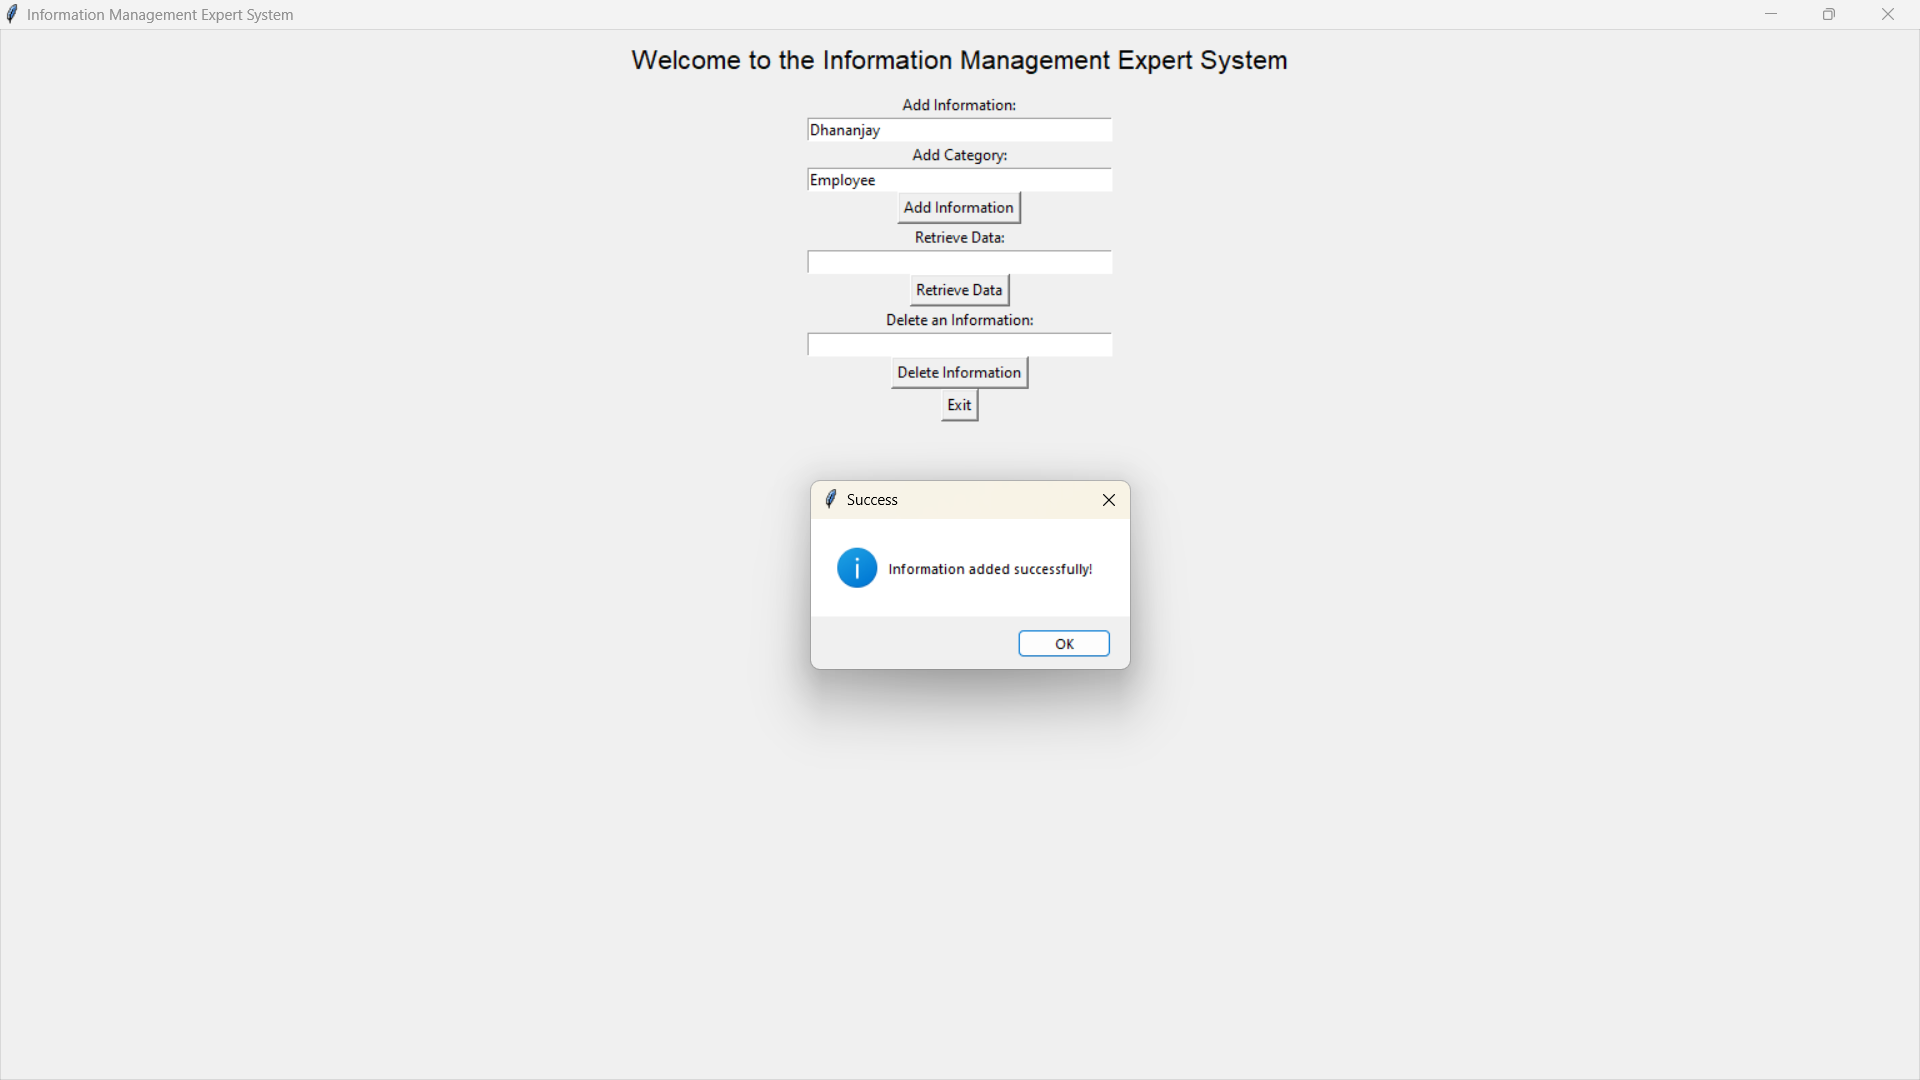 Information Management Expert System
Welcome to the Information Management Expert System
Add Information:
Dhananjay
Add Category:
Employee
Add Information
Retrieve Data:
Retrieve Data
Delete an Information:
Delete Information
Exit
Success
Information added successfully!
OK